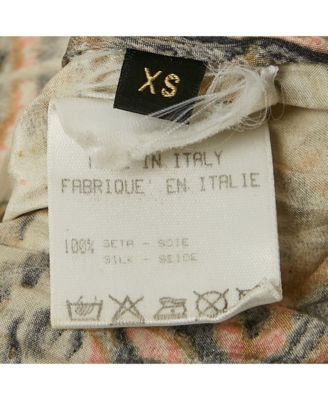 XS
IN ITALY
FABRIQUE' EN ITALIE
100% SETA - SOIE
SILK - SEIDE